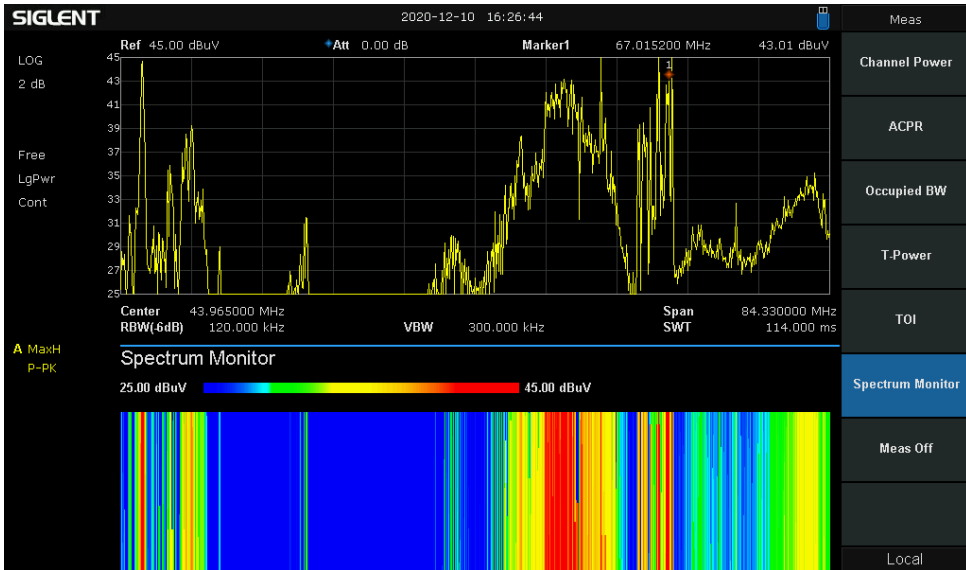 SIGLENT 2020-12-10 16:26:44 Meas
Ref 45.00 dBuV Att 0.00 dB Marker1 67.015200 MHz 43.01 dBuV
LOG
2 dB
Free
LgPwr
Cont
45
43
41
39
37
35
33
31
29
27
25
1
Center 43.965000 MHz Span 84.330000 MHz
RBW(-6dB) 120.000 kHz VBW 300.000 kHz SWT 114.000 ms
A MaxH
P-PK
Spectrum Monitor
25.00 dBuV 45.00 dBuV
Channel Power
ACPR
Occupied BW
T-Power
TOI
Spectrum Monitor
Meas Off
Local